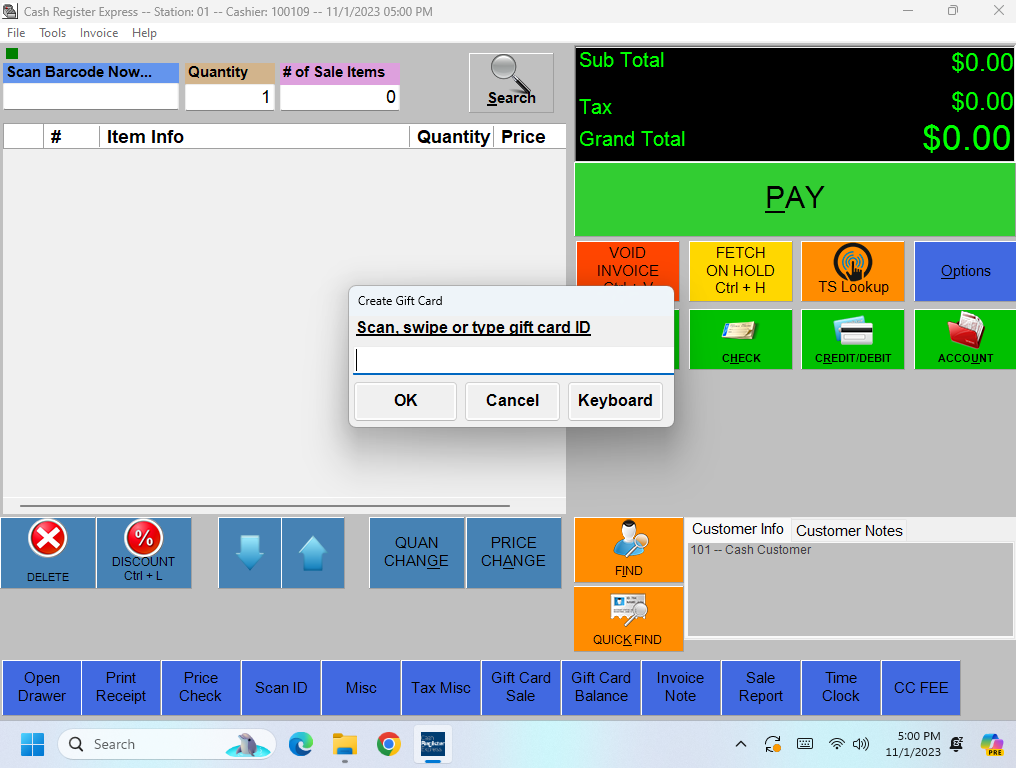 Cash Register Express -- Station: 01 -- Cashier: 100109 -- 11/1/2023 05:00 PM
File Tools Invoice Help
Scan Barcode Now...
Quantity
# of Sale Items
1
0
Search
# Item Info Quantity Price
Sub Total $0.00
Tax $0.00
Grand Total $0.00
PAY
VOID
INVOICE
FETCH
ON HOLD
Ctrl + H
TS Lookup
Options
CHECK
CREDIT/DEBIT
ACCOUNT
Create Gift Card
Scan, swipe or type gift card ID
OK
Cancel
Keyboard
DELETE
DISCOUNT
Ctrl + L
QUAN
CHANGE
PRICE
CHANGE
FIND
QUICK FIND
Customer Info
Customer Notes
101 -- Cash Customer
Open
Drawer
Print
Receipt
Price
Check
Scan ID
Misc
Tax Misc
Gift Card
Sale
Gift Card
Balance
Invoice
Note
Sale
Report
Time
Clock
CC FEE
Search
Cash
Register
Express
5:00 PM
11/1/2023
PRE